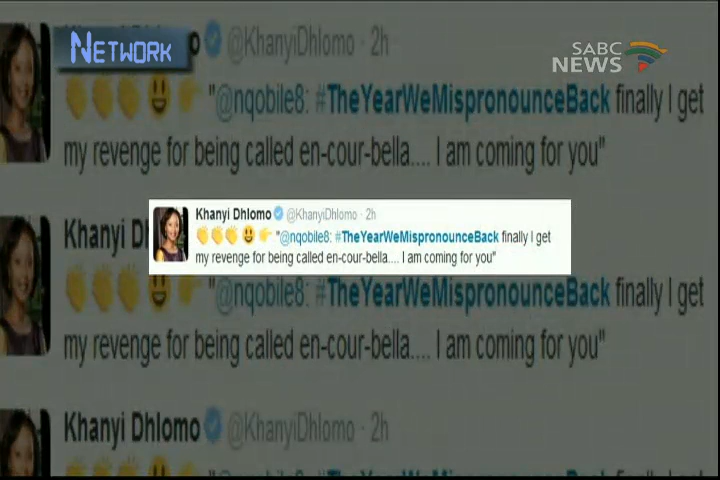 NETWORK
SABC
NEWS
@KhanyiDhlomo · 2h
👏👏👏😃👉 "@nqobile8: #TheYearWeMispronounceBack finally I get
my revenge for being called en-cour-bella.... I am coming for you"
Khanyi Dhlomo @KhanyiDhlomo · 2h
👏👏👏😃👉 "@nqobile8: #TheYearWeMispronounceBack finally I get
my revenge for being called en-cour-bella.... I am coming for you"
Khanyi D
👏👏👏😃👉 "@nqobile8: #TheYearWeMispronounceBack finally I get
my revenge for being called en-cour-bella.... I am coming for you"
Khanyi Dhlomo @KhanyiDhlomo · 2h